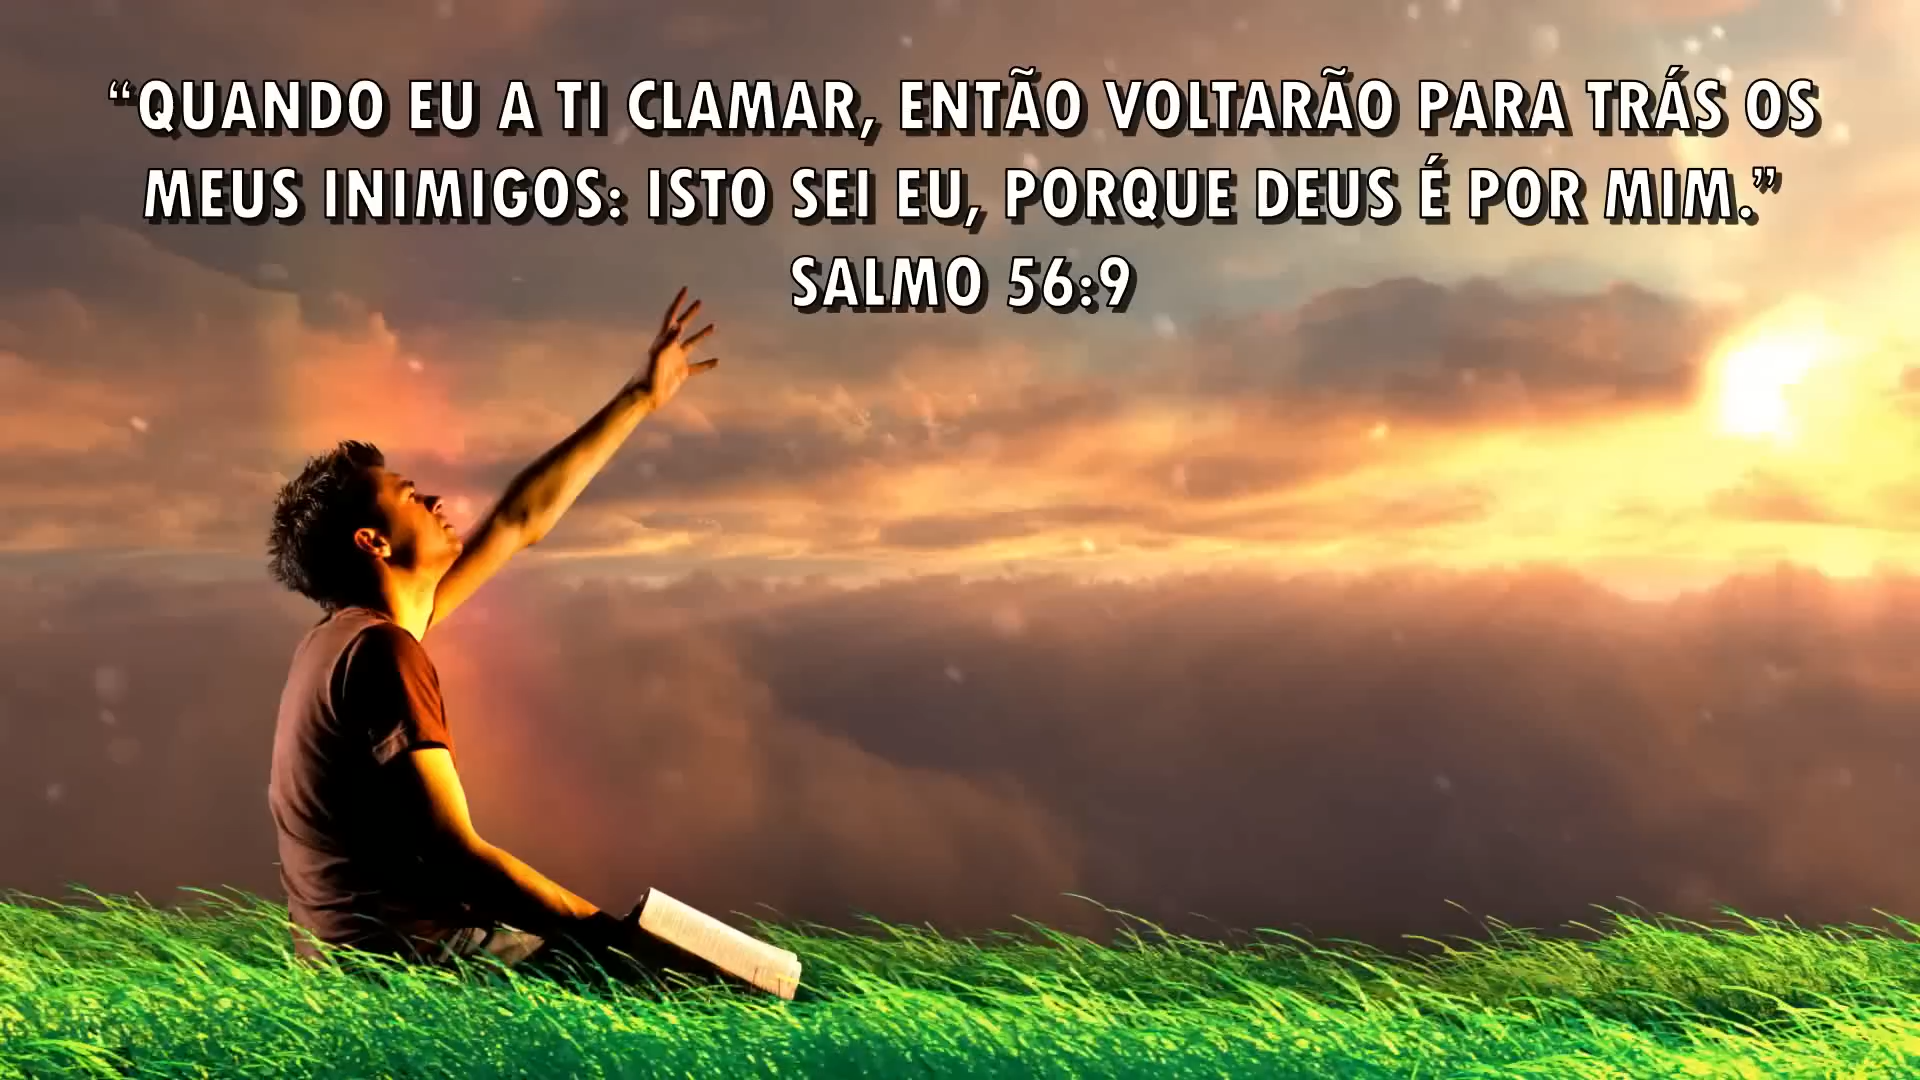 “QUANDO EU A TI CLAMAR, ENTÃO VOLTARÃO PARA TRÁS OS
MEUS INIMIGOS: ISTO SEI EU, PORQUE DEUS É POR MIM.”
SALMO 56:9